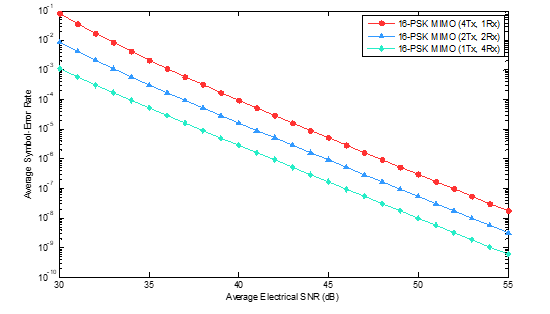 16-PSK MIMO (4Tx, 1Rx)
16-PSK MIMO (2Tx, 2Rx)
16-PSK MIMO (1Tx, 4Rx)
Average Symbol Error Rate
10^-1
10^-2
10^-3
10^-4
10^-5
10^-6
10^-7
10^-8
10^-9
10^-10
30 35 40 45 50 55
Average Electrical SNR (dB)